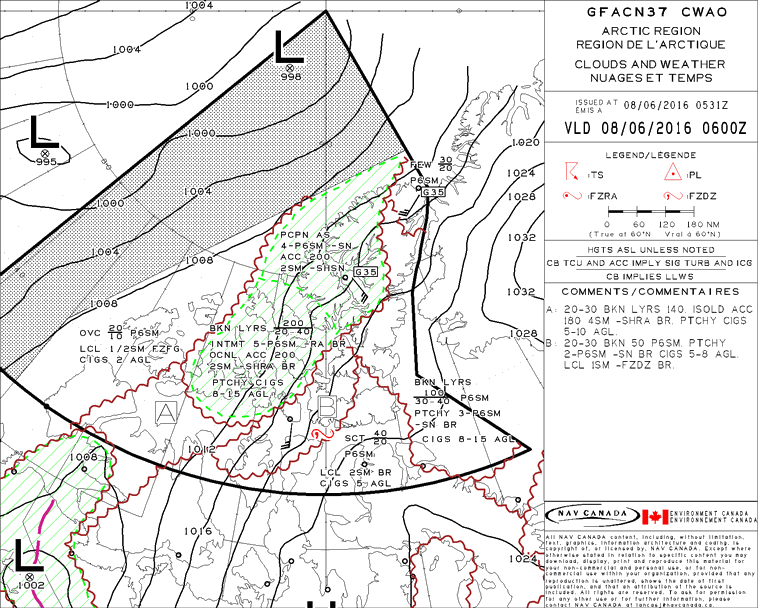 GFACN37 CWAO
ARCTIC REGION
REGION DE L'ARCTIQUE
CLOUDS AND WEATHER
NUAGES ET TEMPS
ISSUED AT
EMIS A
08/06/2016 0531Z
VLD 08/06/2016 0600Z
LEGEND/LÉGENDE
:TS
:PL
:FZRA
:FZDZ
0 60 120 180 NM
(True at 60°N Vrai à 60°N)
HGTS ASL UNLESS NOTED
CB TCU AND ACC IMPLY SIG TURB AND ICG
CB IMPLIES LLWS
COMMENTS/COMMENTAIRES
A: 20-30 BKN LYRS 140. ISOLD ACC
180 4SM -SHRA BR. PTCHY CIGS
5-10 AGL.
B: 20-30 BKN 50 P6SM. PTCHY
2-P6SM -SN BR CIGS 5-8 AGL.
LCL 1SM -FZDZ BR.
NAV CANADA
ENVIRONMENT CANADA
ENVIRONNEMENT CANADA
All NAV CANADA content, including, without limitation,
text, graphics, information architecture and coding, is
copyright of, or licensed by, NAV CANADA. Except where
otherwise stated in relation to specific content you may
download, display, print and reproduce this material for
your non-commercial and personal use, or for non-
commercial use within your organization, provided that any
reproduction is unaltered, shows the date of first
publication, and that an attribution of the source is
included. All rights are reserved. To ask for permission
for any other use or for further information, please
contact NAV CANADA at
1004
1004
L
998
1004
1000
1000
L
995
1004
1000
1004
1008
1008
FEW 30
20
P6SM
G35
1020
1024
1028
1032
1032
1028
PCPN AS
4-P6SM -SN
ACC 200
2SM -SHSN
G35
OVC 20
10 P6SM
LCL 1/2SM FZFG
CIGS 2 AGL
BKN LYRS 200
20-40
INTMT 5-P6SM -RA BR
OCNL ACC 200
2SM -SHRA BR
PTCHY CIGS
8-15 AGL
A
B
BKN LYRS
100
30-40 P6SM
PTCHY 3-P6SM
-SN BR
CIGS 8-15 AGL
SCT 40
20
P6SM
LCL 2SM BR
CIGS 5 AGL
1012
1008
1016
1024
L
1002
H